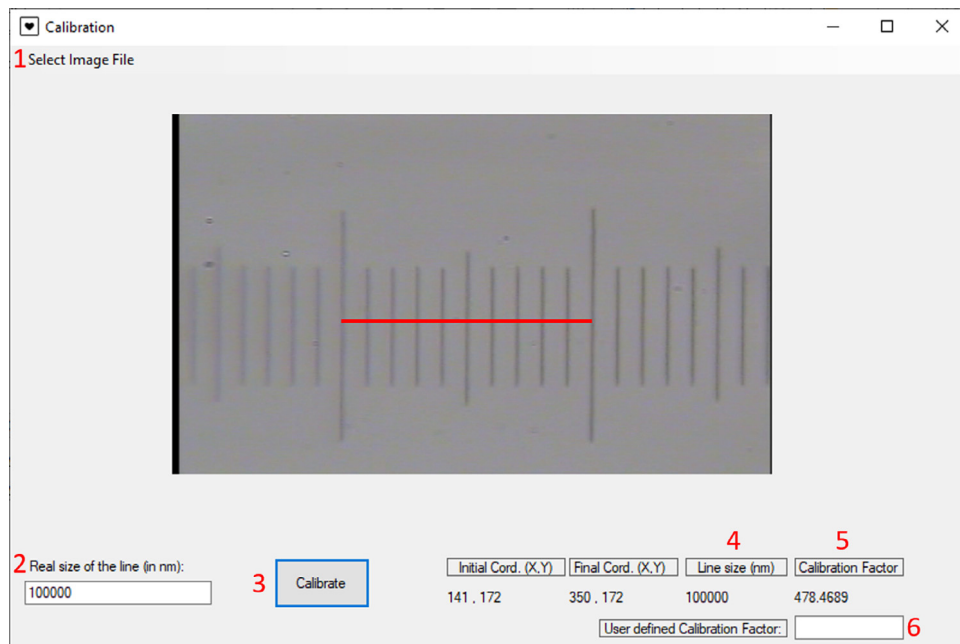 Calibration
1 Select Image File
4 5
2 Real size of the line (in nm):
Initial Cord. (X,Y) Final Cord. (X,Y) Line size (nm) Calibration Factor
3 Calibrate
100000
141 , 172 350 , 172 100000 478.4689
User defined Calibration Factor: 6